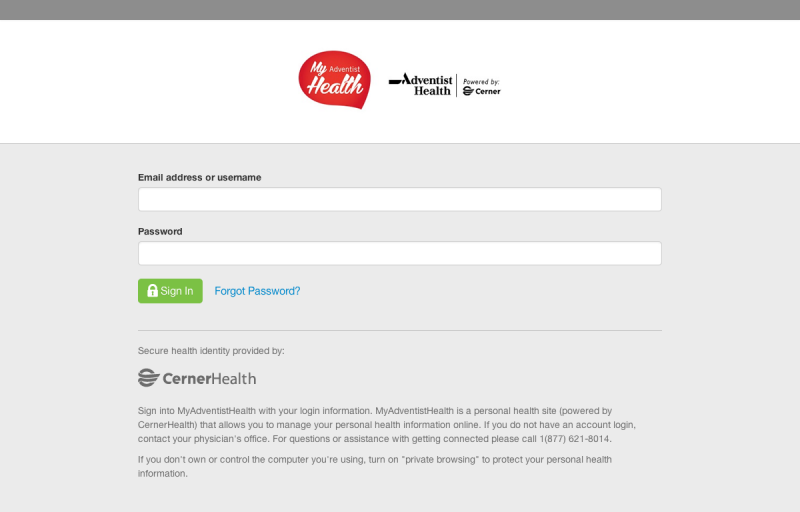 My Adventist
Health
Adventist
Health
Powered by:
Cerner
Email address or username
Password
Sign In
Forgot Password?
Secure health identity provided by:
CernerHealth
Sign into MyAdventistHealth with your login information. MyAdventistHealth is a personal health site (powered by
CernerHealth) that allows you to manage your personal health information online. If you do not have an account login,
contact your physician's office. For questions or assistance with getting connected please call 1(877) 621-8014.
If you don't own or control the computer you're using, turn on "private browsing" to protect your personal health
information.